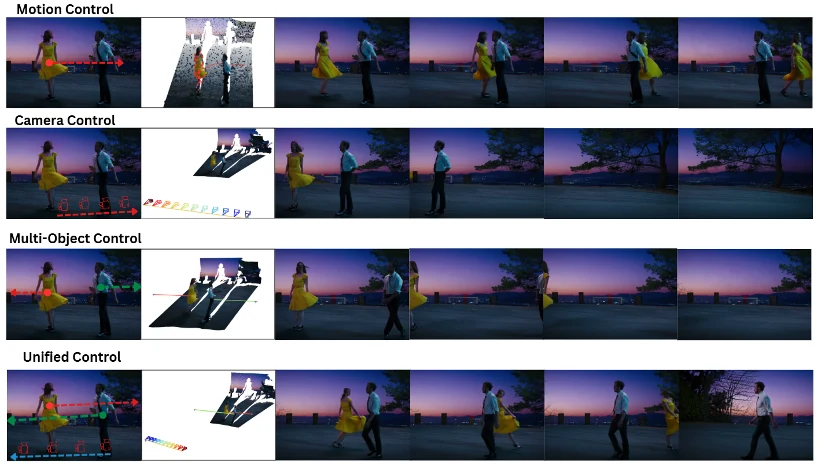 Motion Control
Camera Control
Multi-Object Control
Unified Control